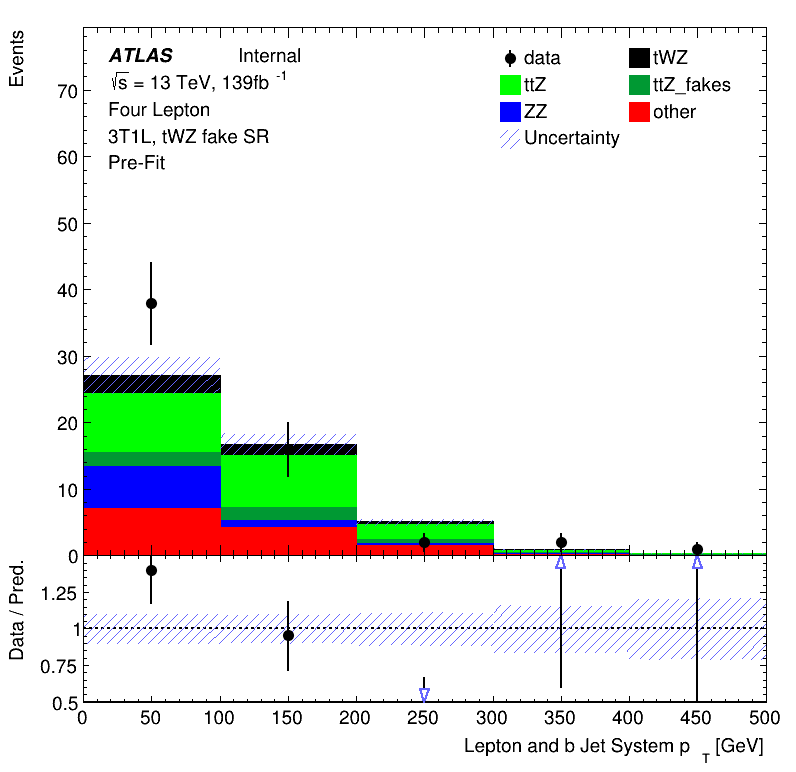 Events
ATLAS Internal
√s = 13 TeV, 139fb -1
Four Lepton
3T1L, tWZ fake SR
Pre-Fit
data tWZ
ttZ ttZ_fakes
ZZ other
Uncertainty
70
60
50
40
30
20
10
0
Data / Pred.
1.25
1
0.75
0.5
0 50 100 150 200 250 300 350 400 450 500
Lepton and b Jet System p T [GeV]